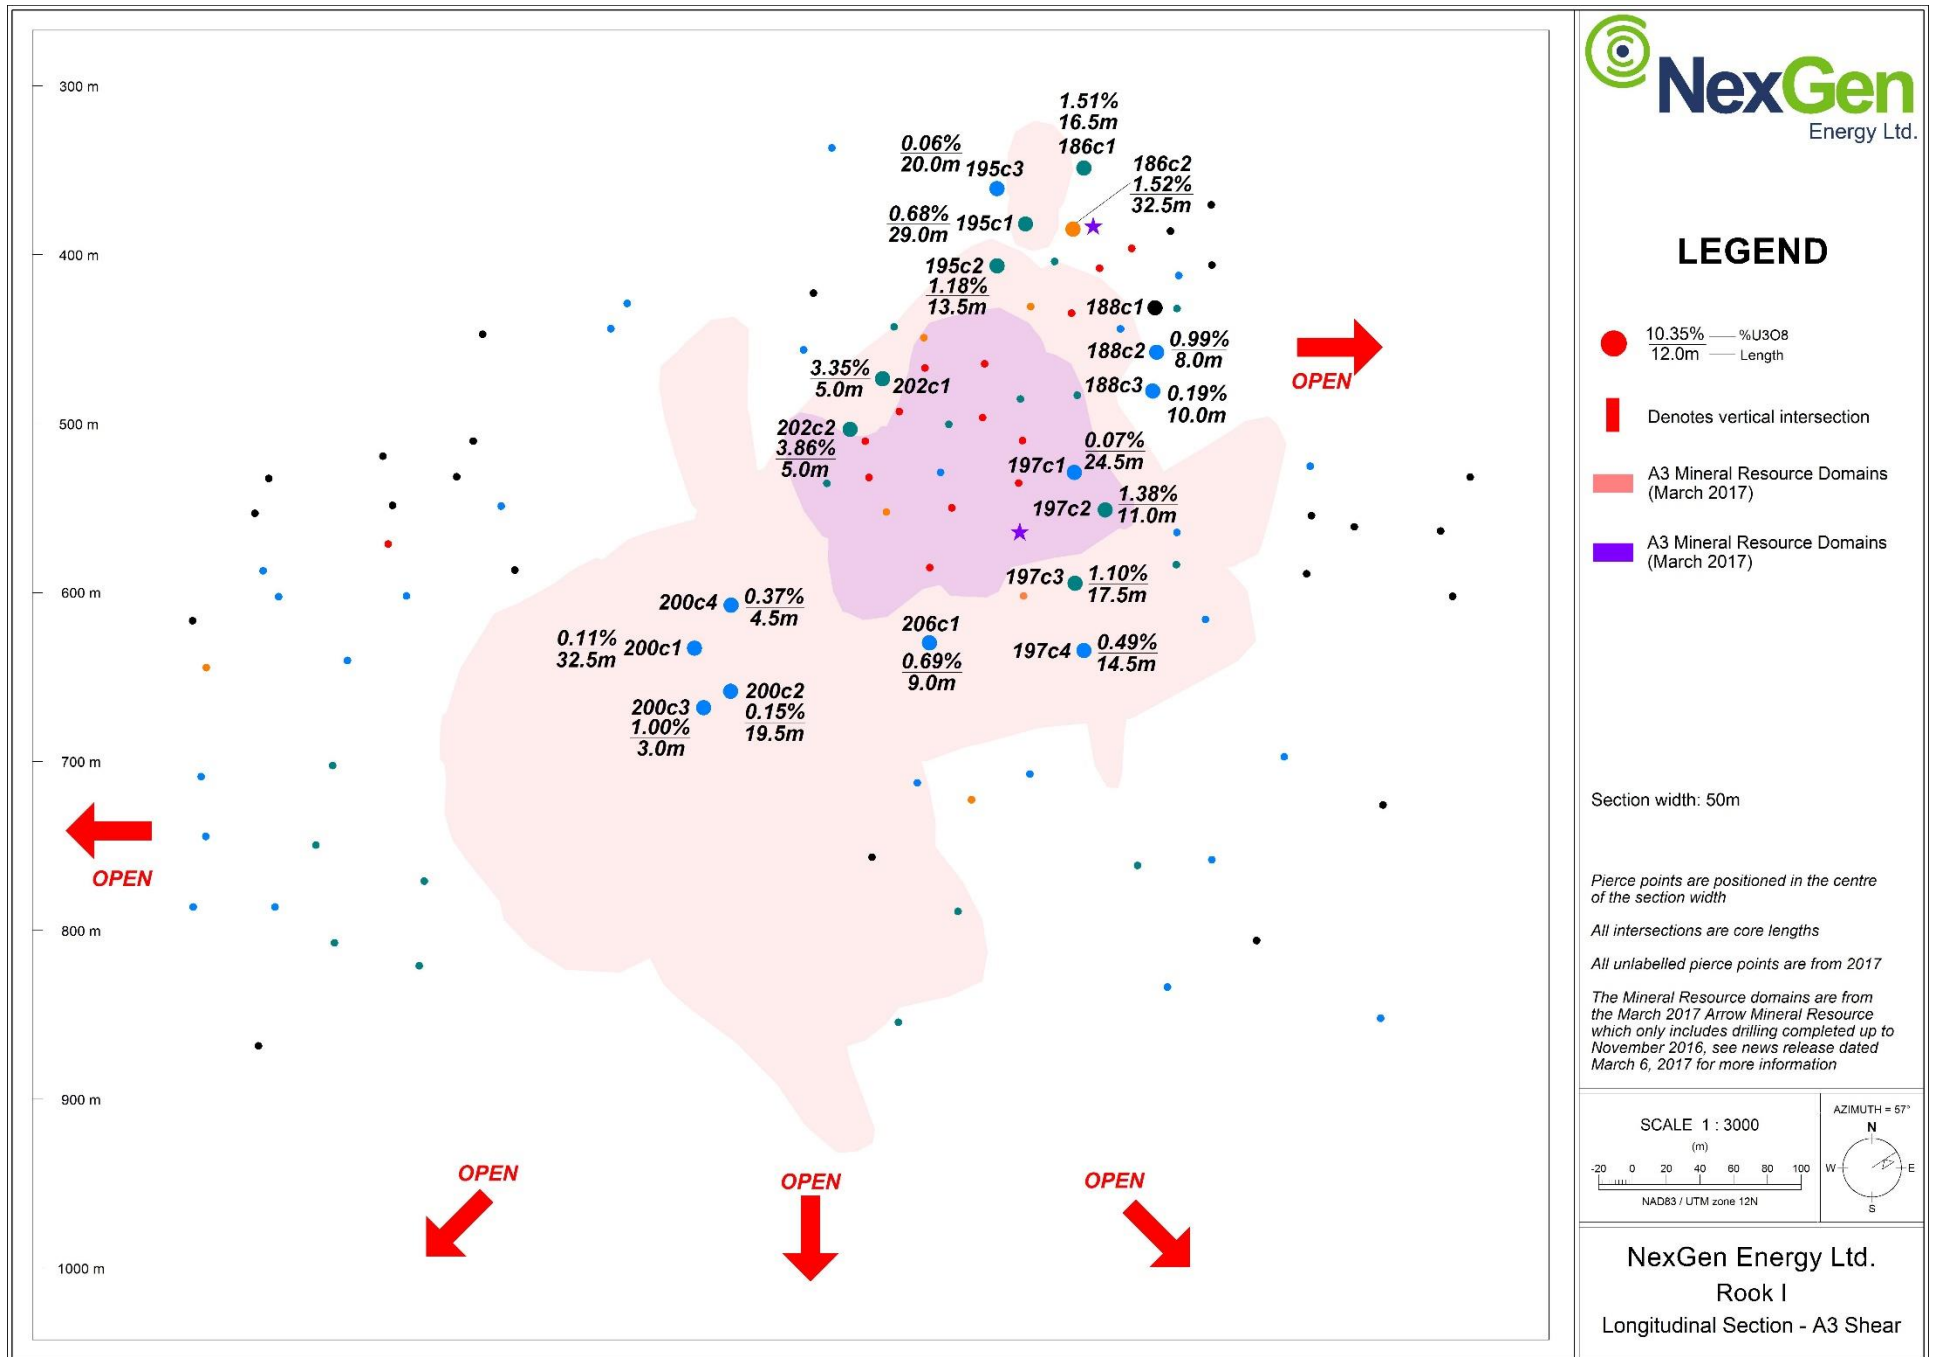 300 m
400 m
500 m
600 m
700 m
800 m
900 m
1000 m
1.51%
16.5m
186c1
0.06%
20.0m
195c3
186c2
1.52%
32.5m
0.68%
29.0m
195c1
195c2
1.18%
13.5m
188c1
188c2
0.99%
8.0m
188c3
0.19%
10.0m
3.35%
5.0m
202c1
202c2
3.86%
5.0m
0.07%
24.5m
197c1
197c2
1.38%
11.0m
197c3
1.10%
17.5m
200c4
0.37%
4.5m
0.11%
32.5m
200c1
206c1
0.69%
9.0m
197c4
0.49%
14.5m
200c2
0.15%
19.5m
200c3
1.00%
3.0m
OPEN
OPEN
OPEN
OPEN
OPEN
NexGen
Energy Ltd.
LEGEND
10.35%
12.0m
%U3O8
Length
Denotes vertical intersection
A3 Mineral Resource Domains
(March 2017)
A3 Mineral Resource Domains
(March 2017)
Section width: 50m
Pierce points are positioned in the centre
of the section width
All intersections are core lengths
All unlabelled pierce points are from 2017
The Mineral Resource domains are from
the March 2017 Arrow Mineral Resource
which only includes drilling completed up to
November 2016, see news release dated
March 6, 2017 for more information
SCALE 1 : 3000
(m)
-20 0 20 40 60 80 100
NAD83 / UTM zone 12N
AZIMUTH = 57°
N
W
E
S
NexGen Energy Ltd.
Rook I
Longitudinal Section - A3 Shear